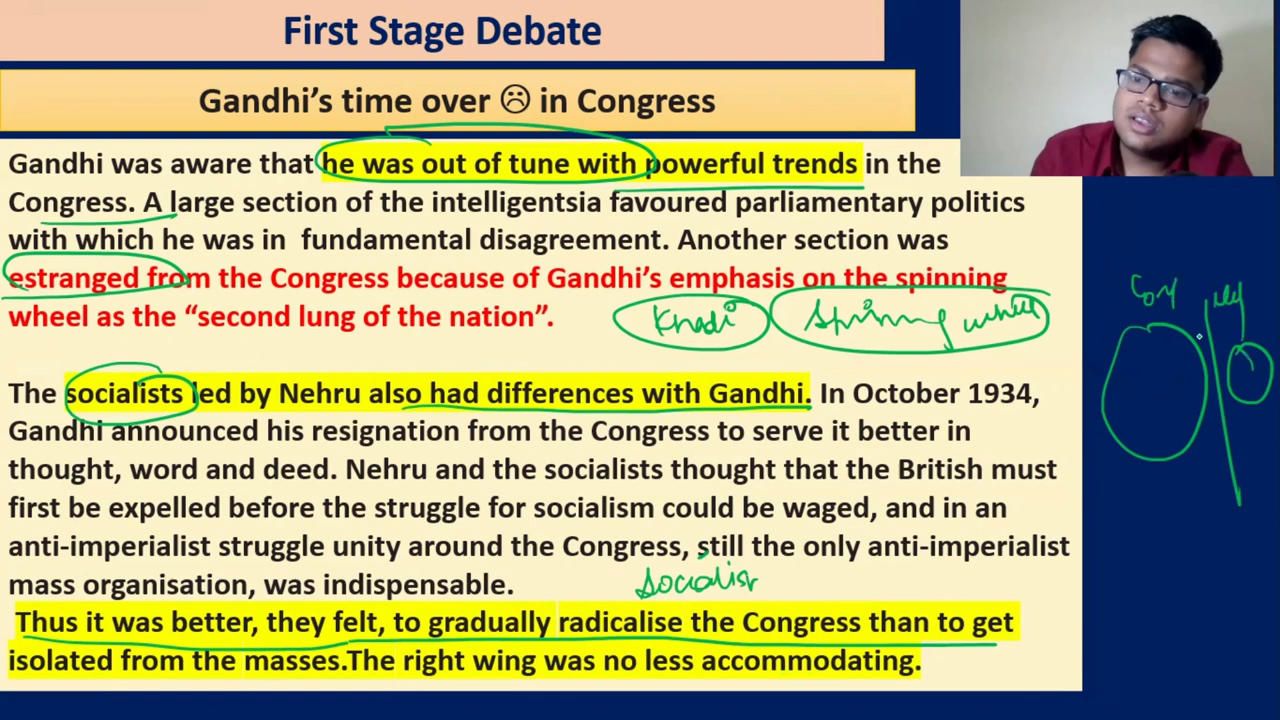 First Stage Debate
Gandhi's time over ☹ in Congress
Gandhi was aware that he was out of tune with powerful trends in the
Congress. A large section of the intelligentsia favoured parliamentary politics
with which he was in fundamental disagreement. Another section was
estranged from the Congress because of Gandhi's emphasis on the spinning
wheel as the “second lung of the nation”.
Khadi Spinning wheel
The socialists led by Nehru also had differences with Gandhi. In October 1934,
Gandhi announced his resignation from the Congress to serve it better in
thought, word and deed. Nehru and the socialists thought that the British must
first be expelled before the struggle for socialism could be waged, and in an
anti-imperialist struggle unity around the Congress, still the only anti-imperialist
mass organisation, was indispensable.
Socialist
Thus it was better, they felt, to gradually radicalise the Congress than to get
isolated from the masses.The right wing was no less accommodating.